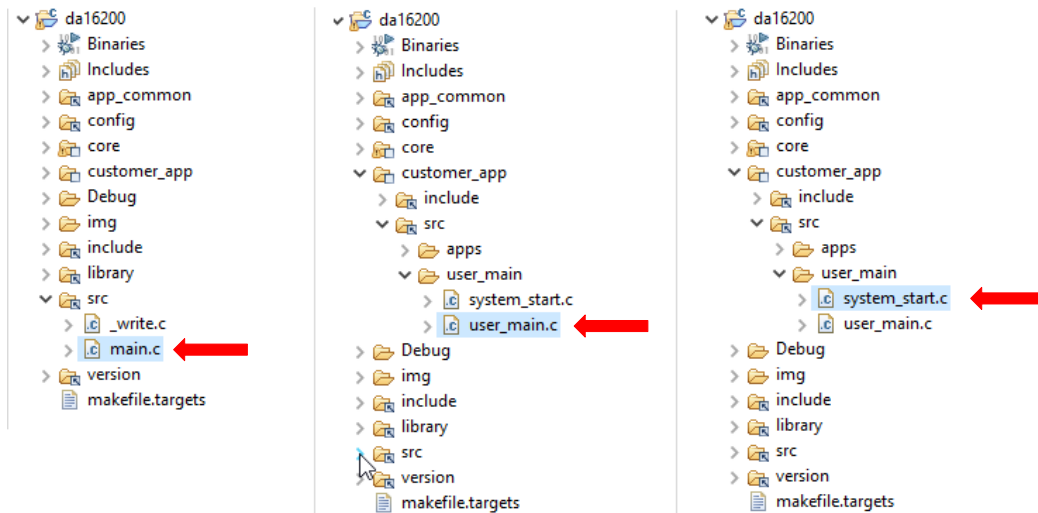 da16200
Binaries
Includes
app_common
config
core
customer_app
Debug
img
include
library
src
_write.c
main.c
version
makefile.targets
da16200
Binaries
Includes
app_common
config
core
customer_app
include
src
apps
user_main
system_start.c
user_main.c
Debug
img
include
library
src
version
makefile.targets
da16200
Binaries
Includes
app_common
config
core
customer_app
include
src
apps
user_main
system_start.c
user_main.c
Debug
img
include
library
src
version
makefile.targets